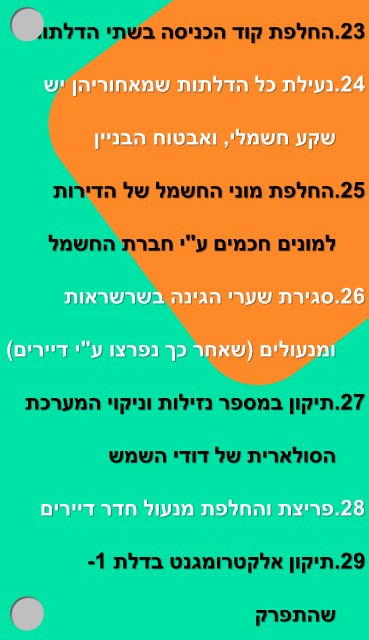 23.החלפת קוד הכניסה בשתי הדלתות
24.נעילת כל הדלתות שמאחוריהן יש
שקע חשמלי, ואבטוח הבניין
25.החלפת מוני החשמל של הדירות
למונים חכמים ע"י חברת החשמל
26.סגירת שערי הגינה בשרשראות
ומנעולים (שאחר כך נפרצו ע"י דיירים)
27.תיקון במספר נזילות וניקוי המערכת
הסולארית של דודי השמש
28.פריצת והחלפת מנעול חדר דיירים
29.תיקון אלקטרומגנט בדלת 1-
שהתפרק